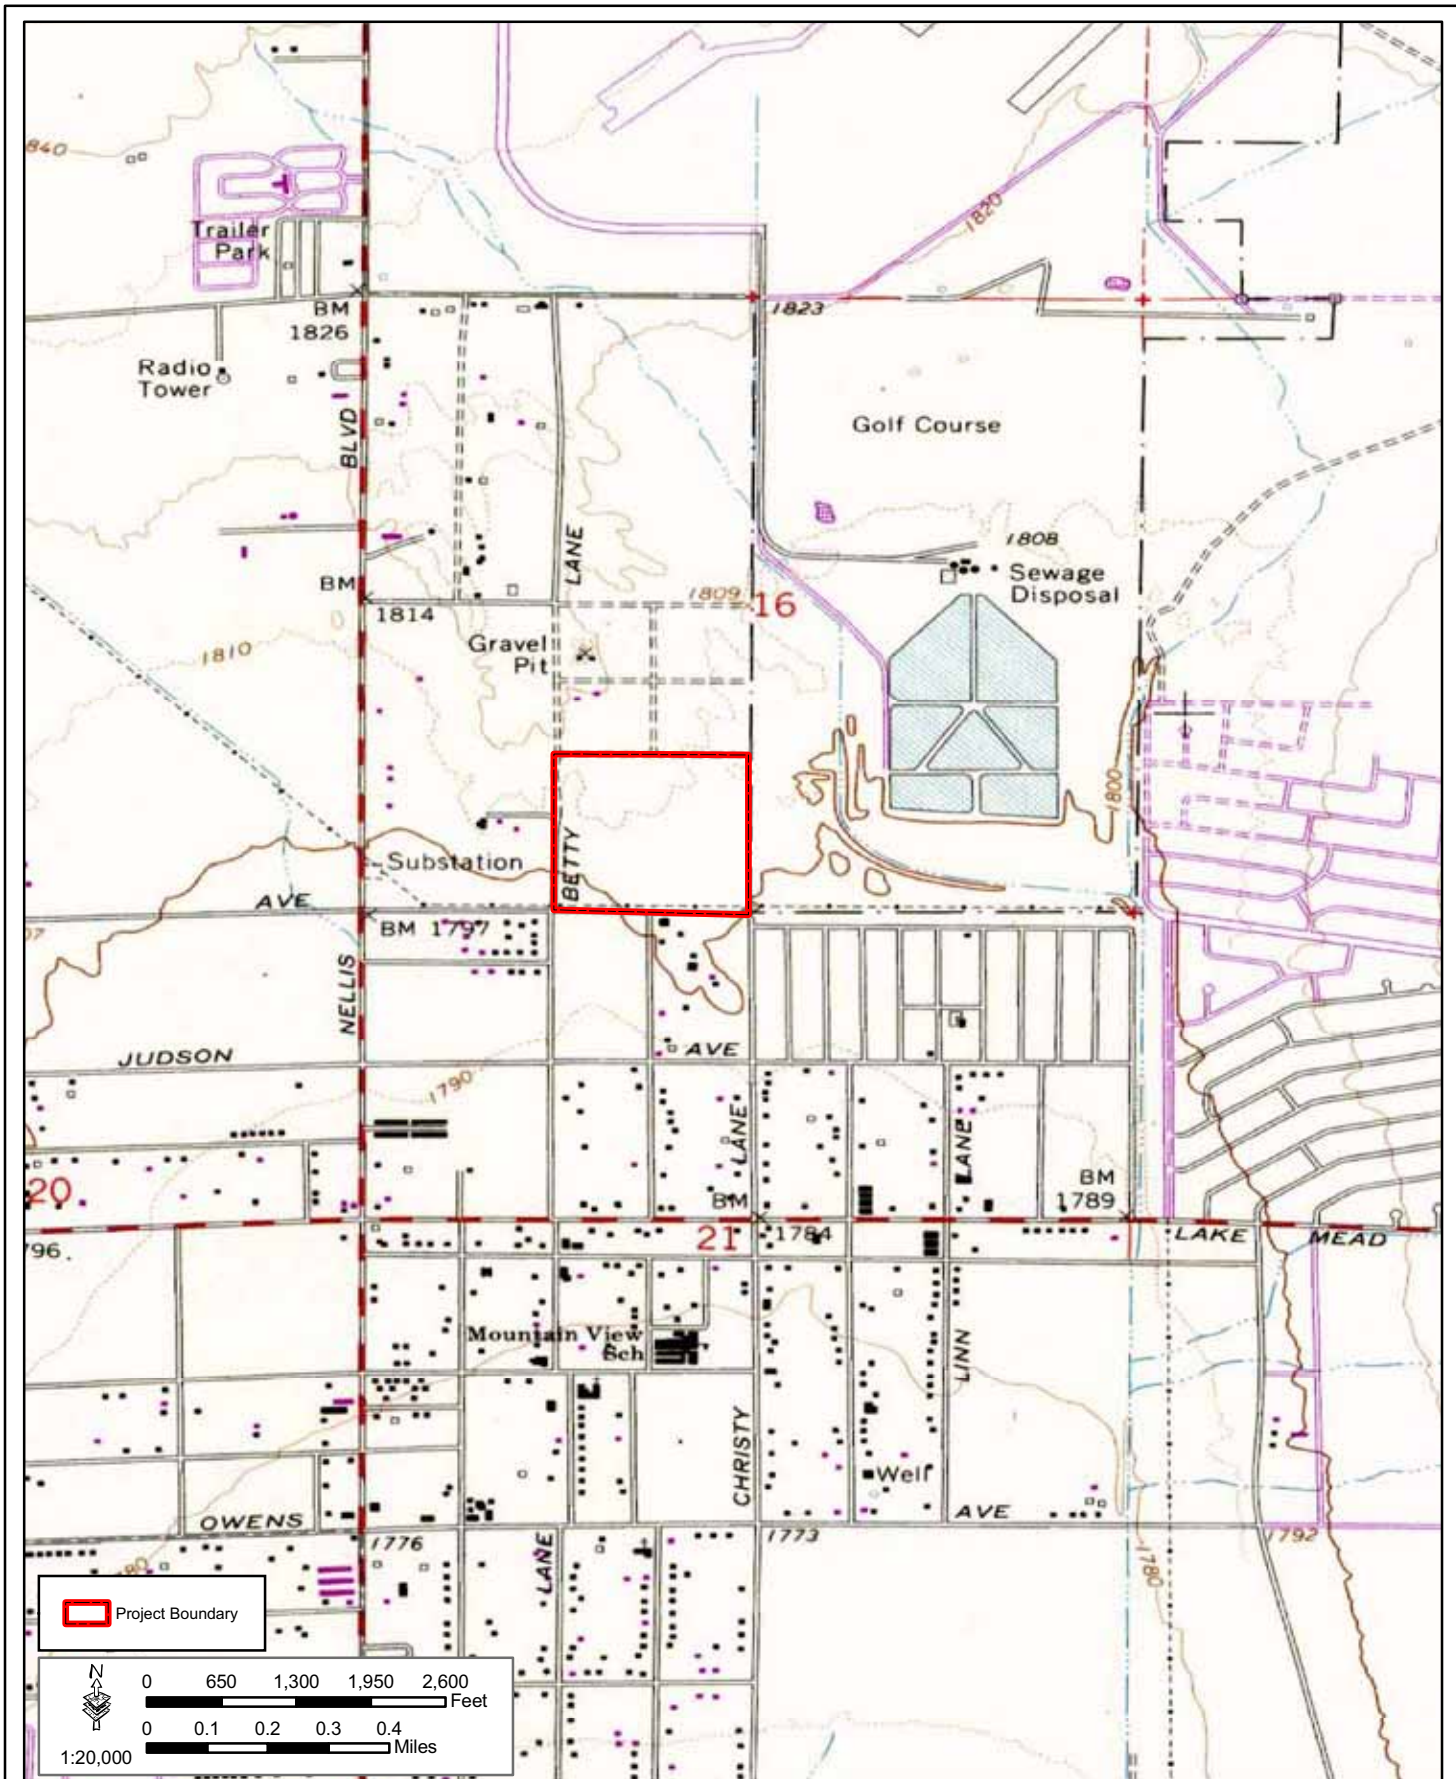 840
Trailer
Park
BM
1826
1820
1823
Radio
Tower
BLVD
Golf Course
LANE
1808
Sewage
Disposal
BM
1814
1809
16
1810
Gravel
Pit
1800
BETTY
Substation
AVE
BM 1797
NELLIS
JUDSON
AVE
1790
LANE
LANE
BM
1789
20
BM
21
1784
LAKE MEAD
796.
Mountain View
Sch
LINN
CHRISTY
Well
OWENS
AVE
1776
1773
1792
LANE
1780
780
Project Boundary
N
0 650 1,300 1,950 2,600
Feet
0 0.1 0.2 0.3 0.4
Miles
1:20,000